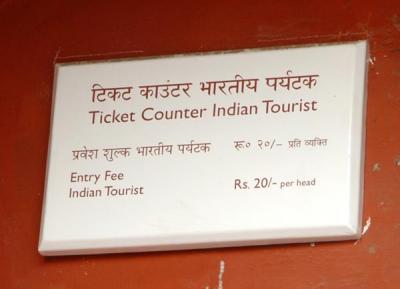 टिकट काउंटर भारतीय पर्यटक
Ticket Counter Indian Tourist
प्रवेश शुल्क भारतीय पर्यटक रू० २०/– प्रति व्यक्ति
Entry Fee
Indian Tourist Rs. 20/- per head